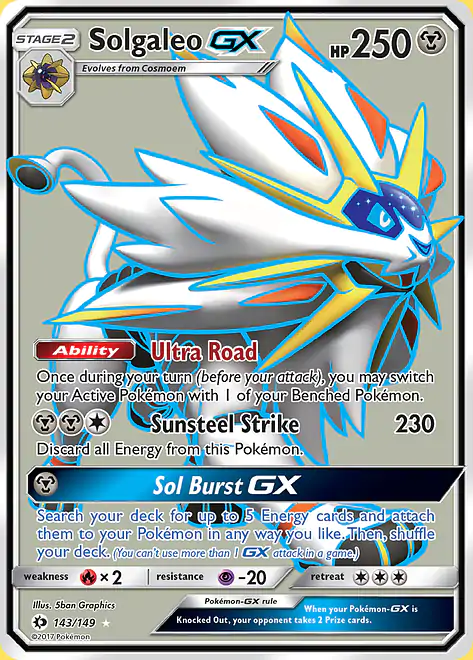 STAGE 2 Solgaleo GX HP 250
Evolves from Cosmoem
Ability Ultra Road
Once during your turn (before your attack), you may switch
your Active Pokémon with 1 of your Benched Pokémon.
Sunsteel Strike 230
Discard all Energy from this Pokémon.
Sol Burst GX
Search your deck for up to 5 Energy cards and attach
them to your Pokémon in any way you like. Then, shuffle
your deck. (You can't use more than 1 GX attack in a game.)
weakness ×2 resistance -20 retreat
Illus. 5ban Graphics
143/149
©2017 Pokémon
Pokémon-GX rule
When your Pokémon-GX is
Knocked Out, your opponent takes 2 Prize cards.